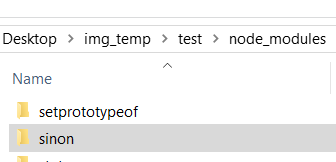 Desktop > img_temp > test > node_modules
Name
setprototypeof
sinon